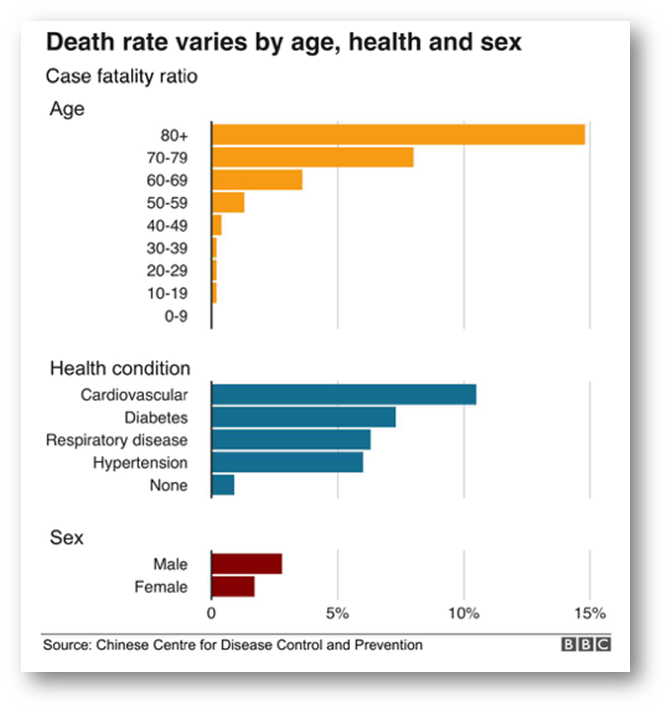 Death rate varies by age, health and sex
Case fatality ratio
Age
80+
70-79
60-69
50-59
40-49
30-39
20-29
10-19
0-9
Health condition
Cardiovascular
Diabetes
Respiratory disease
Hypertension
None
Sex
Male
Female
0 5% 10% 15%
Source: Chinese Centre for Disease Control and Prevention BBC